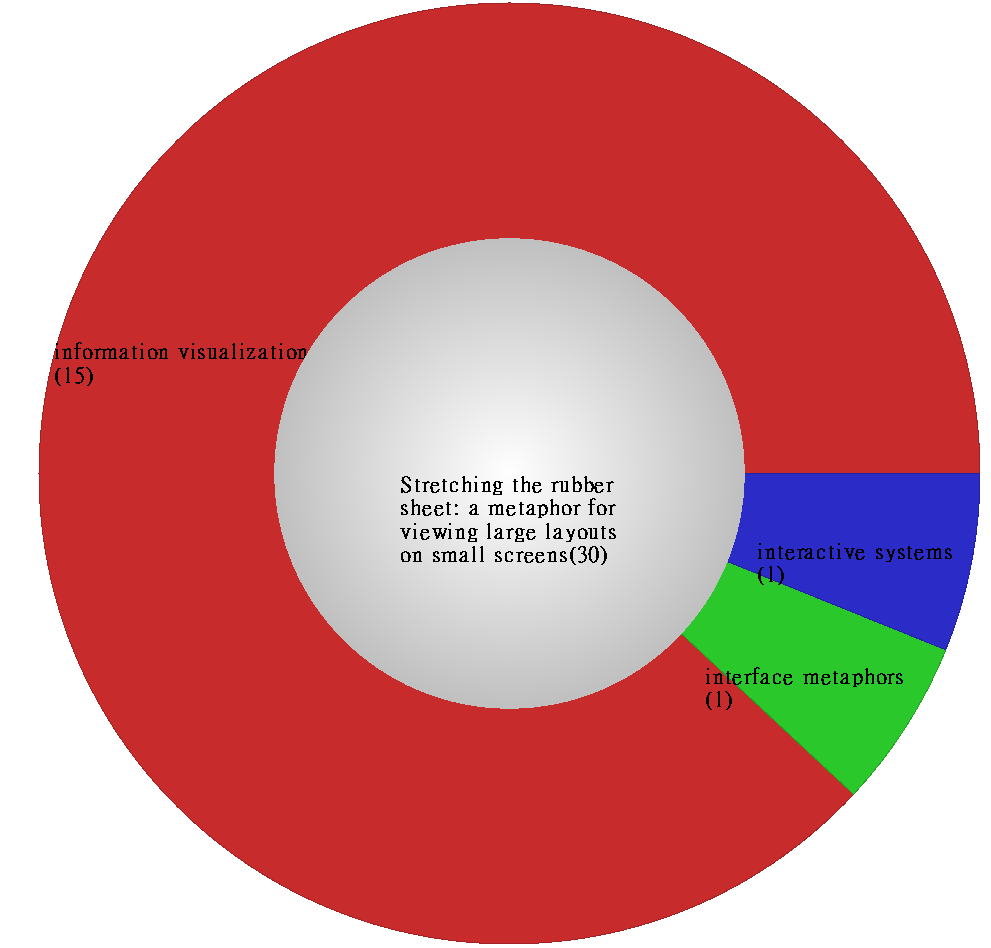 information visualization
(15)
Stretching the rubber
sheet: a metaphor for
viewing large layouts
on small screens(30)
interactive systems
(1)
interface metaphors
(1)